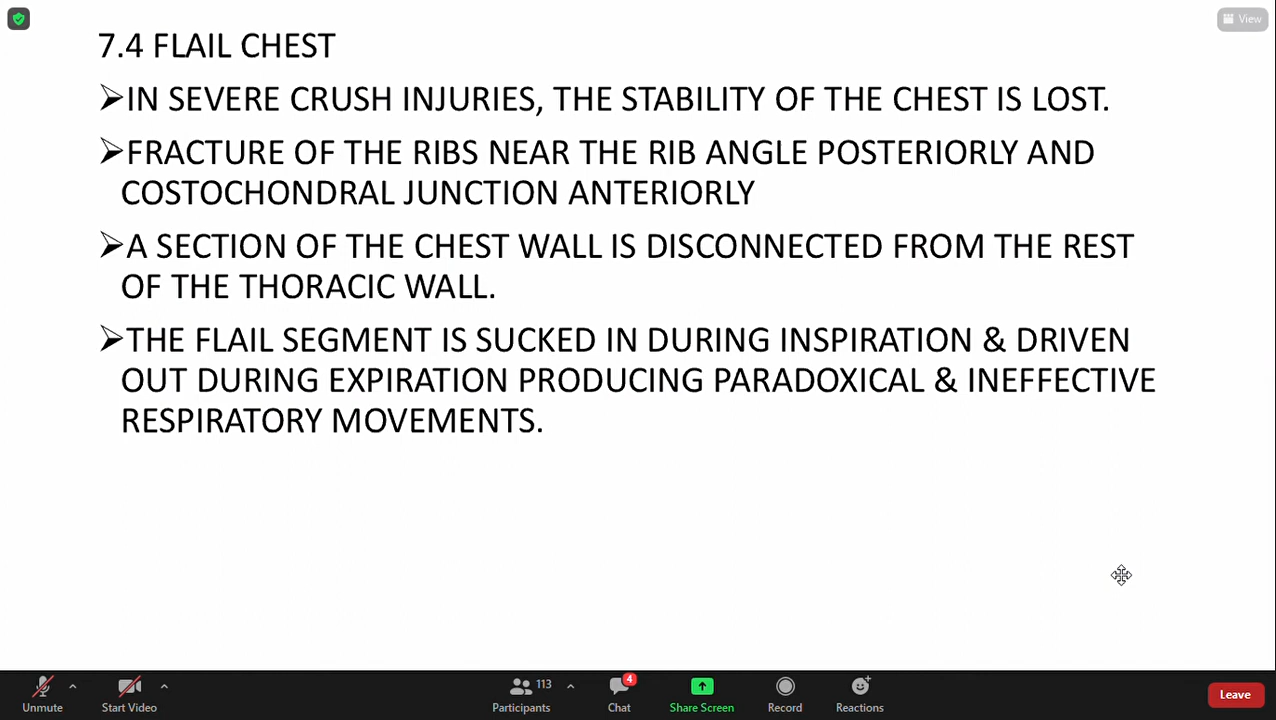 View
7.4 FLAIL CHEST
➤IN SEVERE CRUSH INJURIES, THE STABILITY OF THE CHEST IS LOST.
➤FRACTURE OF THE RIBS NEAR THE RIB ANGLE POSTERIORLY AND
COSTOCHONDRAL JUNCTION ANTERIORLY
➤A SECTION OF THE CHEST WALL IS DISCONNECTED FROM THE REST
OF THE THORACIC WALL.
➤THE FLAIL SEGMENT IS SUCKED IN DURING INSPIRATION & DRIVEN
OUT DURING EXPIRATION PRODUCING PARADOXICAL & INEFFECTIVE
RESPIRATORY MOVEMENTS.
113
4
Unmute
Start Video
Participants
Chat
Share Screen
Record
Reactions
Leave